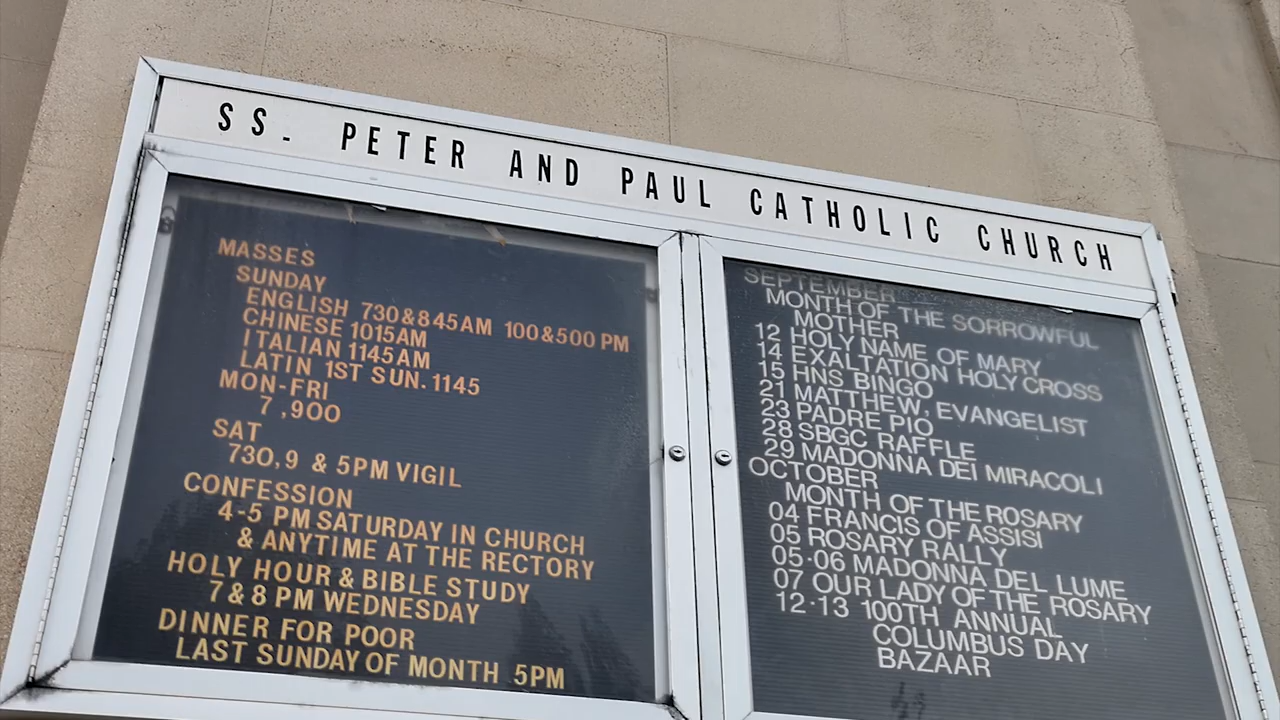 SS. PETER AND PAUL CATHOLIC CHURCH
MASSES
SUNDAY
ENGLISH 730&845AM 100&500 PM
CHINESE 1015AM
ITALIAN 1145AM
LATIN 1ST SUN. 1145
MON-FRI
7 ,900
SAT
730,9 & 5PM VIGIL
CONFESSION
4-5 PM SATURDAY IN CHURCH
& ANYTIME AT THE RECTORY
HOLY HOUR & BIBLE STUDY
7&8 PM WEDNESDAY
DINNER FOR POOR
LAST SUNDAY OF MONTH 5PM
SEPTEMBER
MONTH OF THE SORROWFUL
MOTHER
12 HOLY NAME OF MARY
14 EXALTATION HOLY CROSS
15 HNS BINGO
21 MATTHEW, EVANGELIST
23 PADRE PIO
28 SBGC RAFFLE
29 MADONNA DEI MIRACOLI
OCTOBER
MONTH OF THE ROSARY
04 FRANCIS OF ASSISI
05 ROSARY RALLY
05-06 MADONNA DEL LUME
07 OUR LADY OF THE ROSARY
12-13 100TH ANNUAL
COLUMBUS DAY
BAZAAR